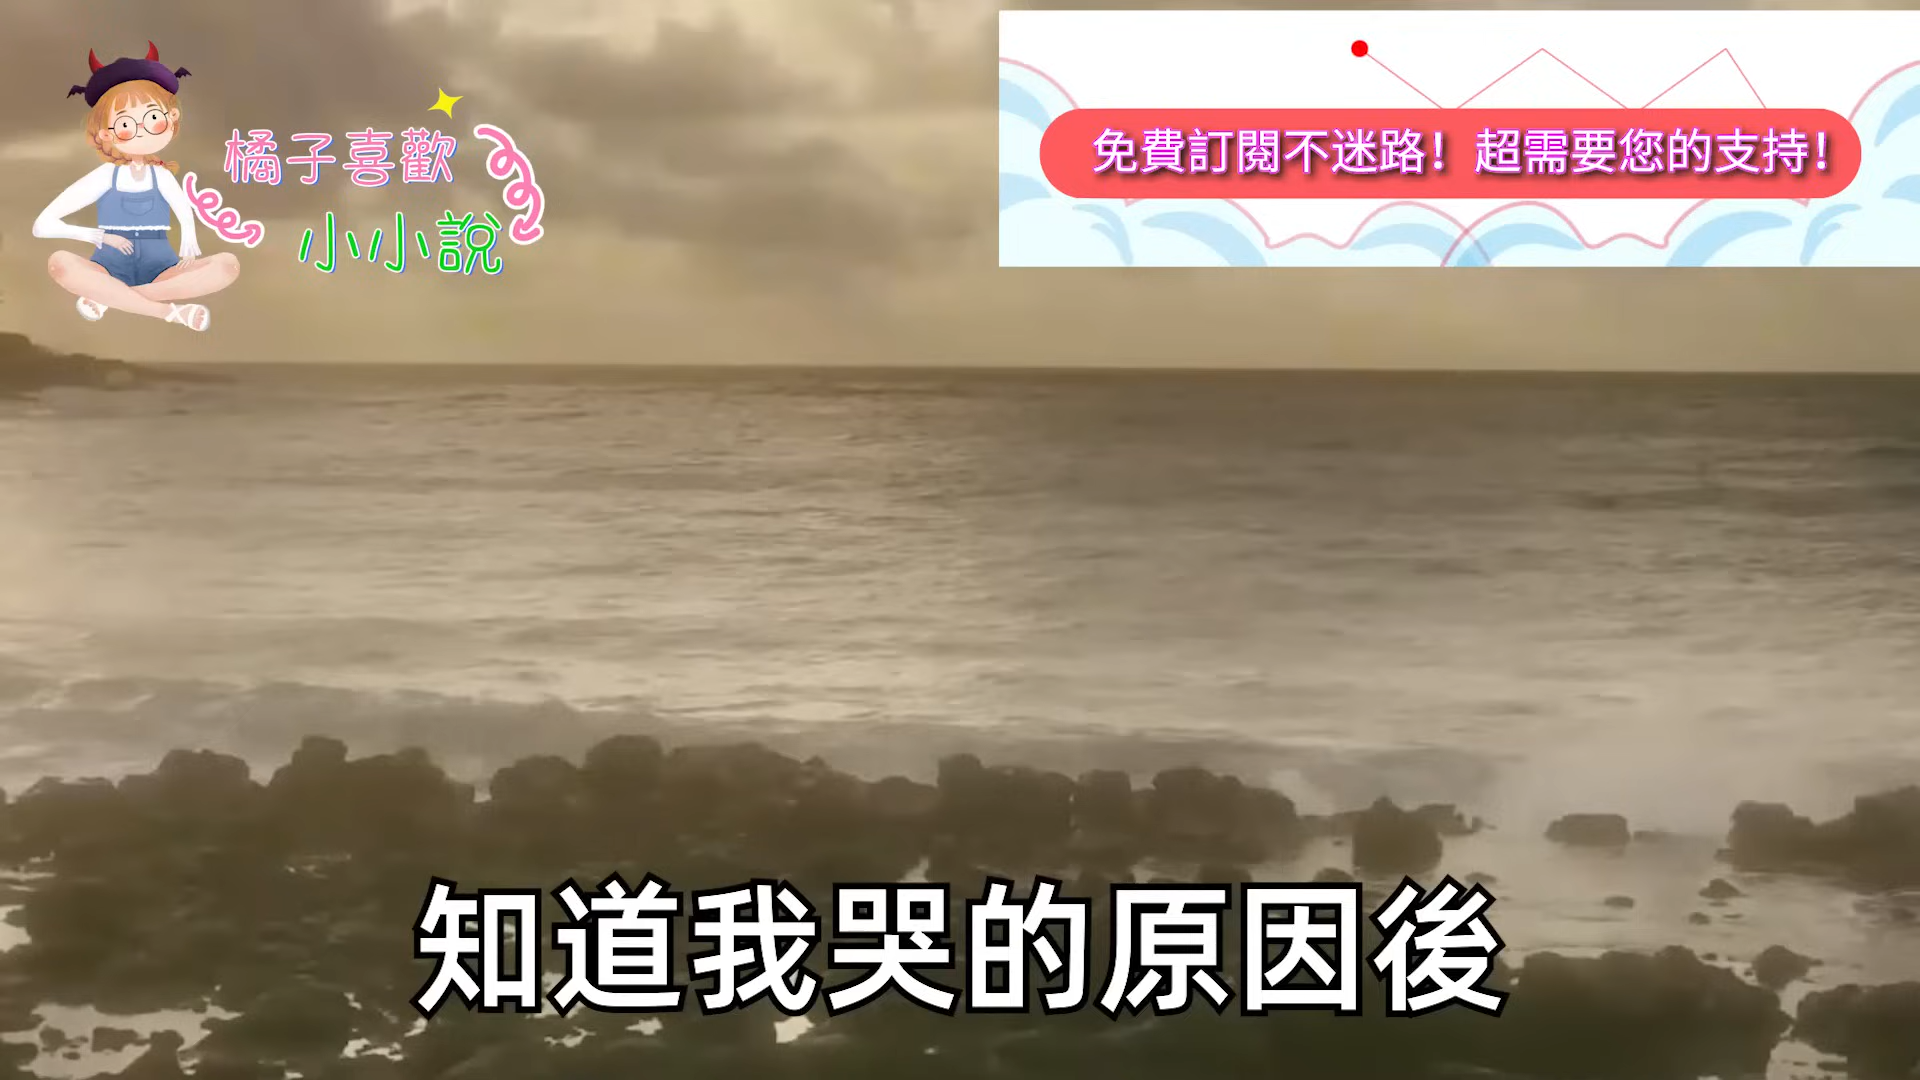 橘子喜歡
小小說
免費訂閱不迷路！超需要您的支持！
知道我哭的原因後